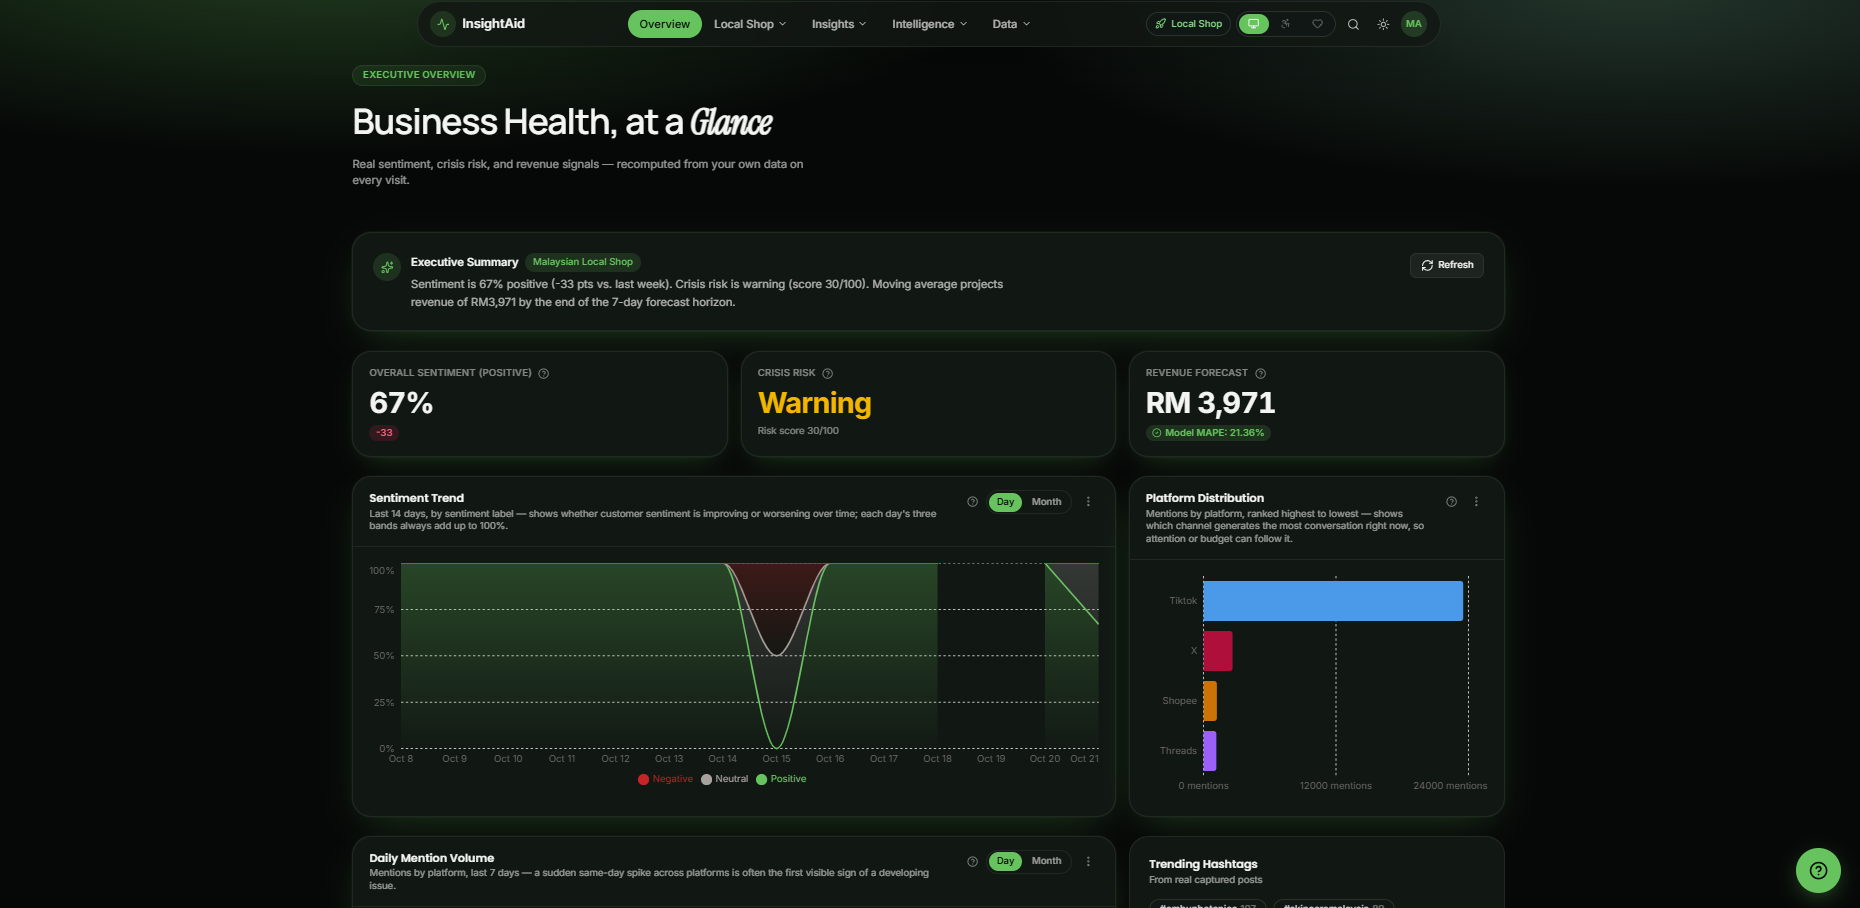 InsightAid
Overview
Local Shop
Insights
Intelligence
Data
Local Shop
MA
EXECUTIVE OVERVIEW
Business Health, at a Glance
Real sentiment, crisis risk, and revenue signals — recomputed from your own data on
every visit.
Executive Summary
Malaysian Local Shop
Sentiment is 67% positive (-33 pts vs. last week). Crisis risk is warning (score 30/100). Moving average projects
revenue of RM3,971 by the end of the 7-day forecast horizon.
Refresh
OVERALL SENTIMENT (POSITIVE)
67%
-33
CRISIS RISK
Warning
Risk score 30/100
REVENUE FORECAST
RM 3,971
Model MAPE: 21.36%
Sentiment Trend
Last 14 days, by sentiment label — shows whether customer sentiment is improving or worsening over time; each day's three
bands always add up to 100%.
Day
Month
100%
75%
50%
25%
0%
Oct 8
Oct 9
Oct 10
Oct 11
Oct 12
Oct 13
Oct 14
Oct 15
Oct 16
Oct 17
Oct 18
Oct 19
Oct 20
Oct 21
Negative
Neutral
Positive
Platform Distribution
Mentions by platform, ranked highest to lowest — shows
which channel generates the most conversation right now, so
attention or budget can follow it.
Tiktok
X
Shopee
Threads
0 mentions
12000 mentions
24000 mentions
Daily Mention Volume
Mentions by platform, last 7 days — a sudden same-day spike across platforms is often the first visible sign of a developing
issue.
Day
Month
Trending Hashtags
From real captured posts